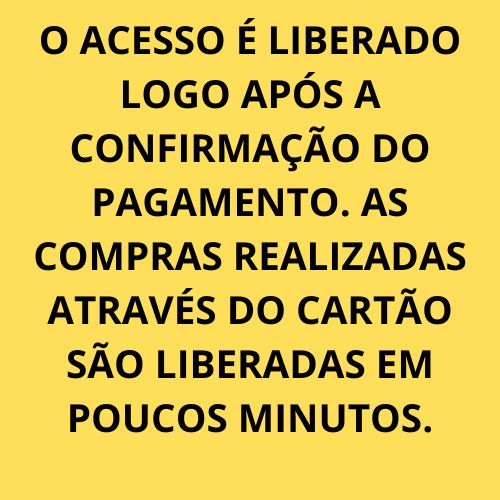 O ACESSO É LIBERADO
LOGO APÓS A
CONFIRMAÇÃO DO
PAGAMENTO. AS
COMPRAS REALIZADAS
ATRAVÉS DO CARTÃO
SÃO LIBERADAS EM
POUCOS MINUTOS.